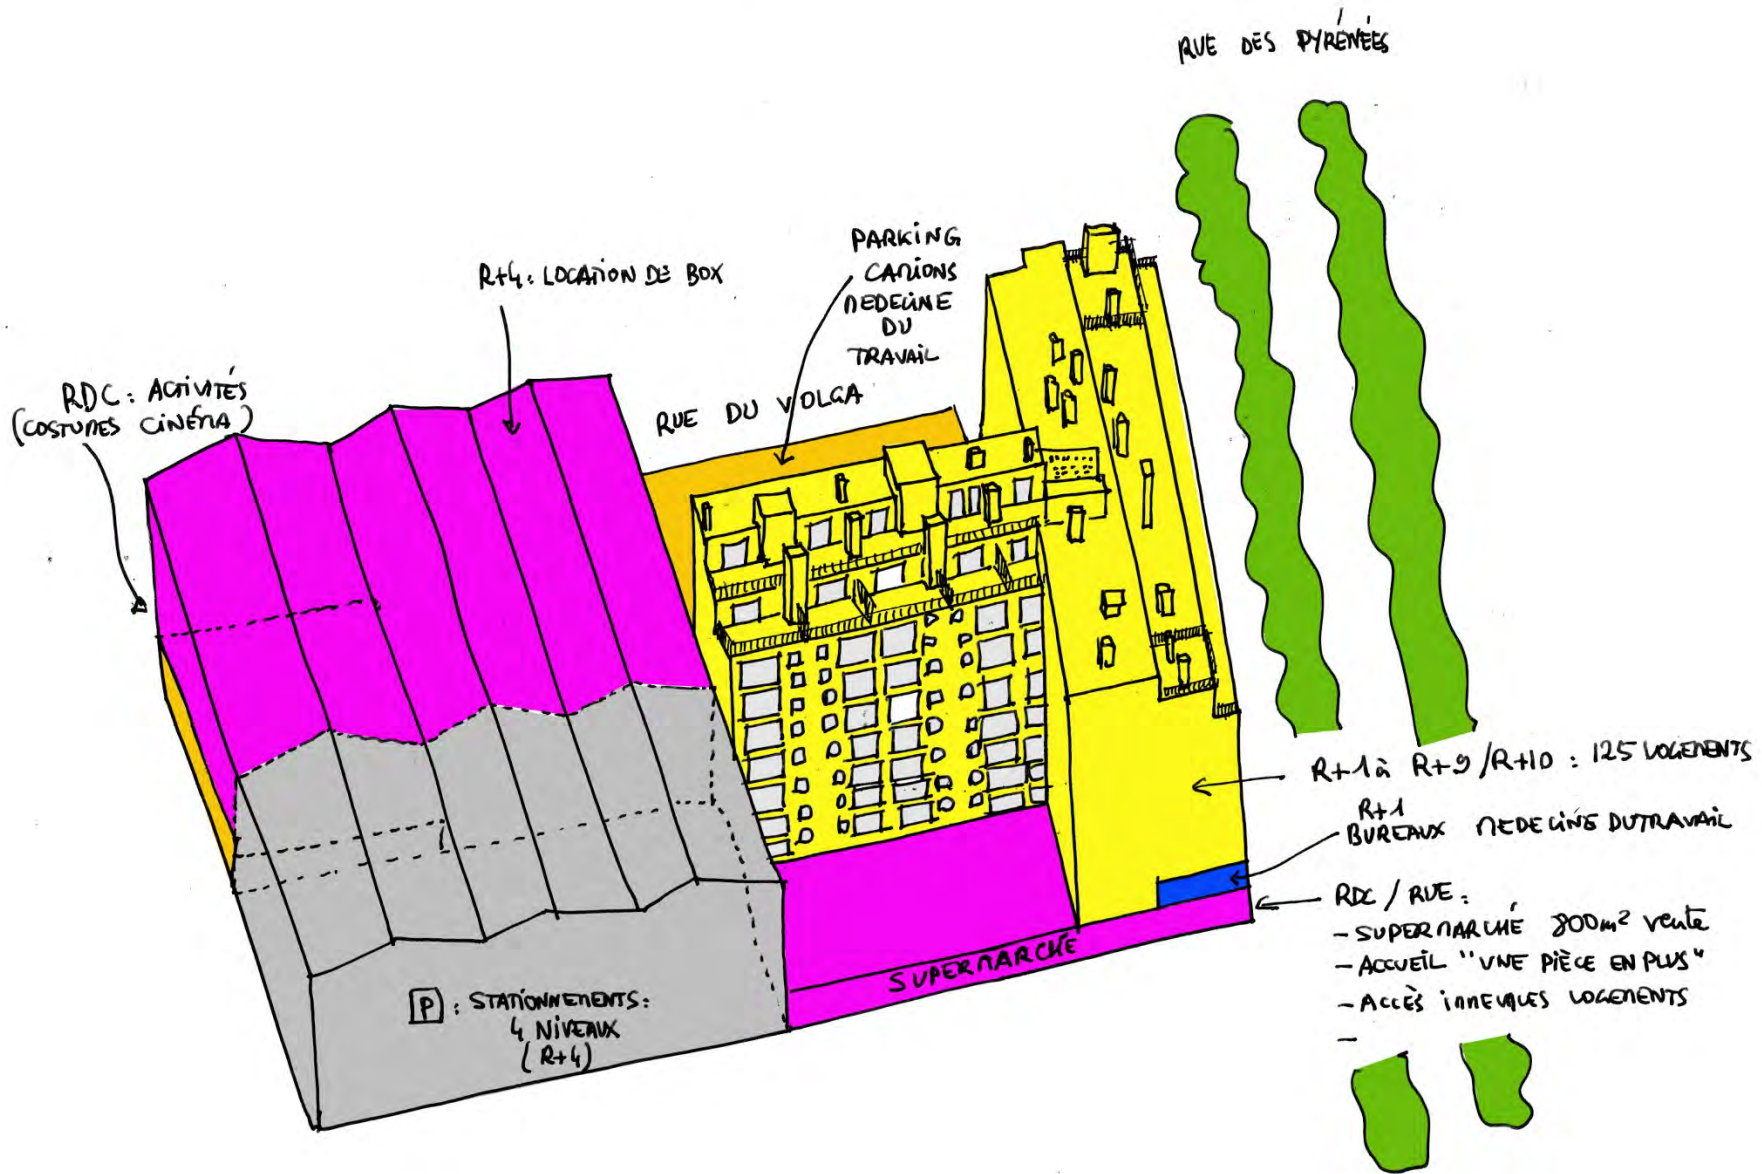 RUE DES PYRÉNÉES
PARKING
CAMIONS
MEDECINE
DU
TRAVAIL
R+4: LOCATION DE BOX
RDC: ACTIVITÉS
(COSTUMES CINÉMA)
RUE DU VOLGA
R+1 à R+9/R+10 : 125 LOGEMENTS
R+1
BUREAUX MEDECINE DU TRAVAIL
RDC / RUE:
- SUPERMARCHÉ 800m² vente
- ACCUEIL "UNE PIÈCE EN PLUS"
- ACCÈS IMMEUBLES LOGEMENTS
-
SUPERMARCHÉ
P : STATIONNEMENTS:
4 NIVEAUX
(R+4)